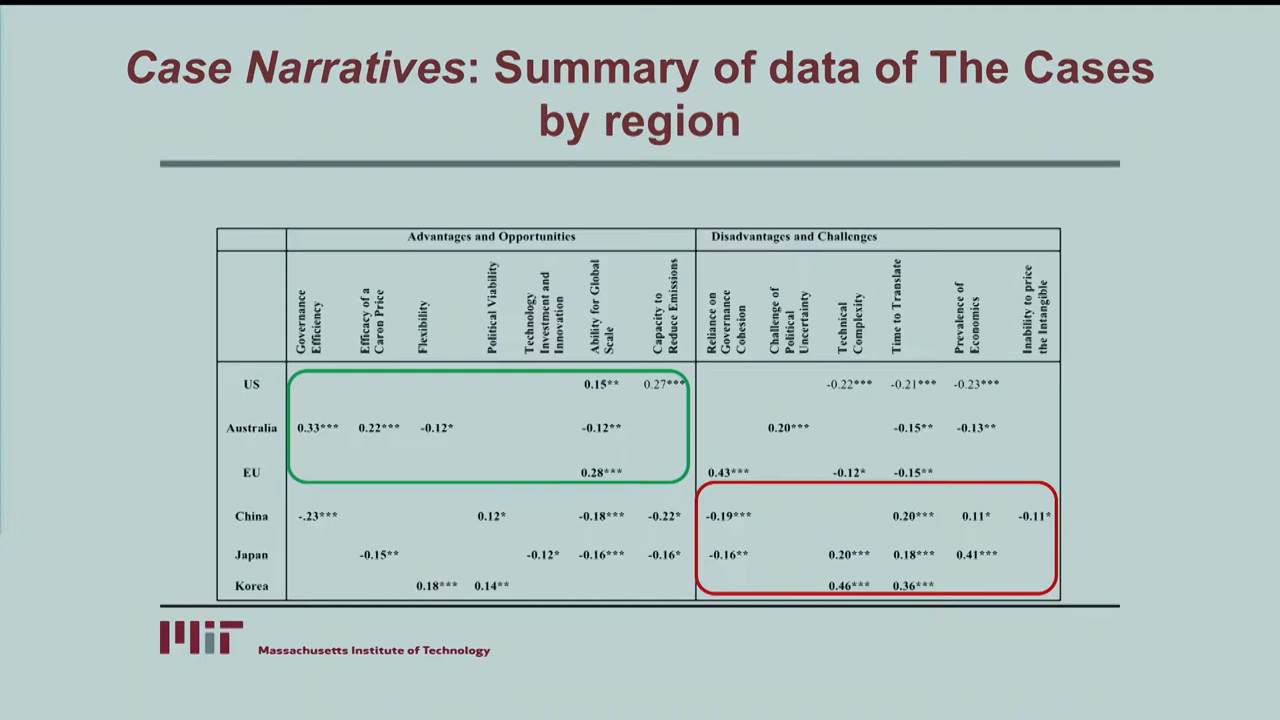 Case Narratives: Summary of data of The Cases
by region
Advantages and Opportunities
Disadvantages and Challenges
Governance
Efficiency
Efficacy of a
Caron Price
Flexibility
Political Viability
Technology
Investment and
Innovation
Ability for Global
Scale
Capacity to
Reduce Emissions
Reliance on
Governance
Cohesion
Challenge of
Political
Uncertainty
Technical
Complexity
Time to Translate
Prevalence of
Economics
Inability to price
the Intangible
US 0.15** 0.27*** -0.22*** -0.21*** -0.23***
Australia 0.33*** 0.22*** -0.12* -0.12** 0.20*** -0.15** -0.13**
EU 0.28*** 0.43*** -0.12* -0.15**
China -.23*** 0.12* -0.18*** -0.22* -0.19*** 0.20*** 0.11* -0.11*
Japan -0.15** -0.12* -0.16*** -0.16* -0.16** 0.20*** 0.18*** 0.41***
Korea 0.18*** 0.14** 0.46*** 0.36***
MIT Massachusetts Institute of Technology